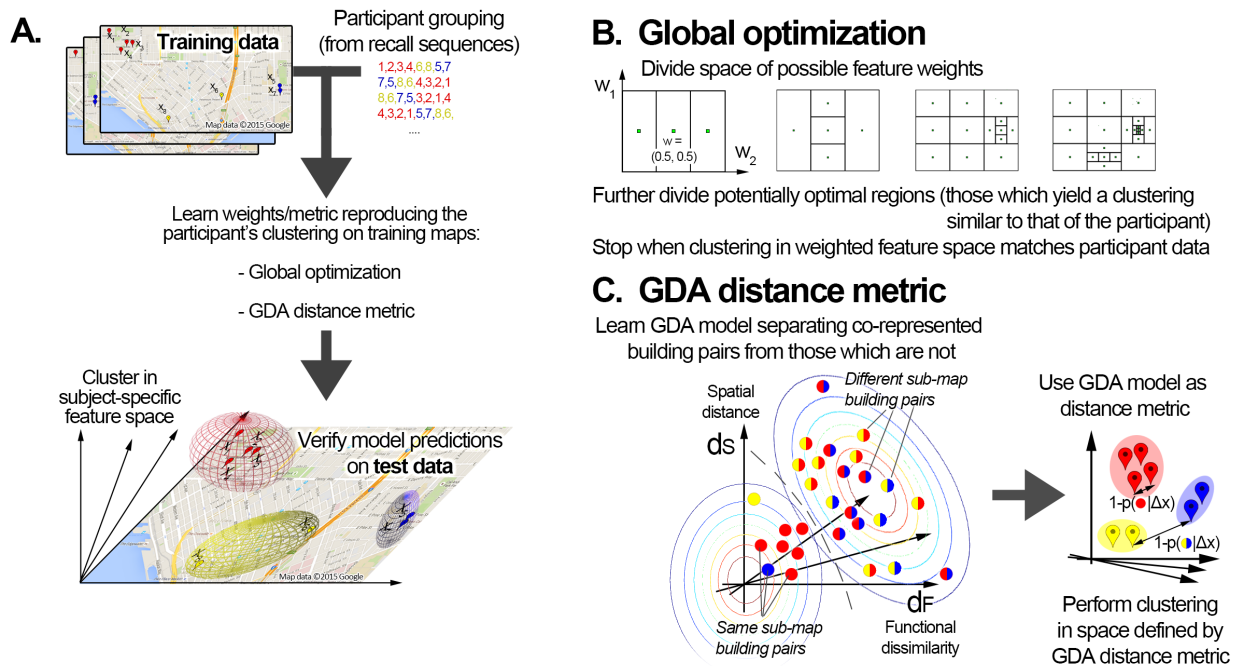 A.
Training data
x1
x2
x3
x4
x5
x6
x7
x8
Map data ©2015 Google
Participant grouping
(from recall sequences)
1,2,3,4,6,8,5,7
7,5,8,6,4,3,2,1
8,6,7,5,3,2,1,4
4,3,2,1,5,7,8,6,
....
Learn weights/metric reproducing the
participant's clustering on training maps:
- Global optimization
- GDA distance metric
Cluster in
subject-specific
feature space
Verify model predictions
on test data
Map data ©2015 Google
B. Global optimization
Divide space of possible feature weights
W1
w =
(0.5, 0.5)
W2
Further divide potentially optimal regions (those which yield a clustering
similar to that of the participant)
Stop when clustering in weighted feature space matches participant data
C. GDA distance metric
Learn GDA model separating co-represented
building pairs from those which are not
Spatial
distance
dS
Different sub-map
building pairs
dF
Functional
dissimilarity
Same sub-map
building pairs
Use GDA model as
distance metric
1-p(●|Δx)
1-p(●|Δx)
Perform clustering
in space defined by
GDA distance metric